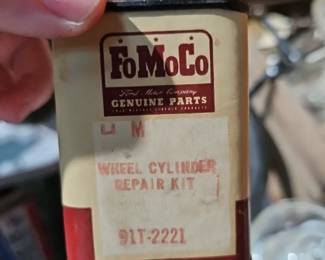 FoMoCo
Ford Motor Company
GENUINE PARTS
M
WHEEL CYLINDER
REPAIR KIT
91T-2221